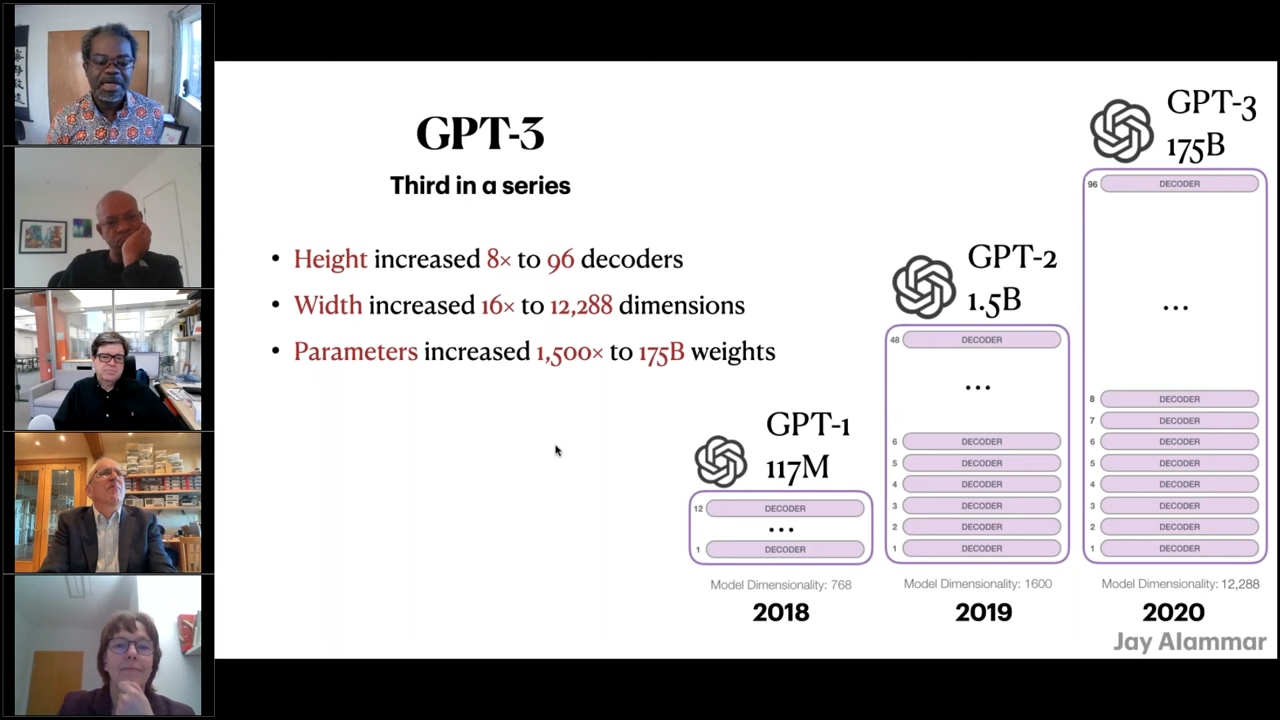 GPT-3
Third in a series
• Height increased 8× to 96 decoders
• Width increased 16× to 12,288 dimensions
• Parameters increased 1,500× to 175B weights
GPT-1
117M
12 DECODER
...
1 DECODER
Model Dimensionality: 768
2018
GPT-2
1.5B
48 DECODER
...
6 DECODER
5 DECODER
4 DECODER
3 DECODER
2 DECODER
1 DECODER
Model Dimensionality: 1600
2019
GPT-3
175B
96 DECODER
...
8 DECODER
7 DECODER
6 DECODER
5 DECODER
4 DECODER
3 DECODER
2 DECODER
1 DECODER
Model Dimensionality: 12,288
2020
Jay Alammar